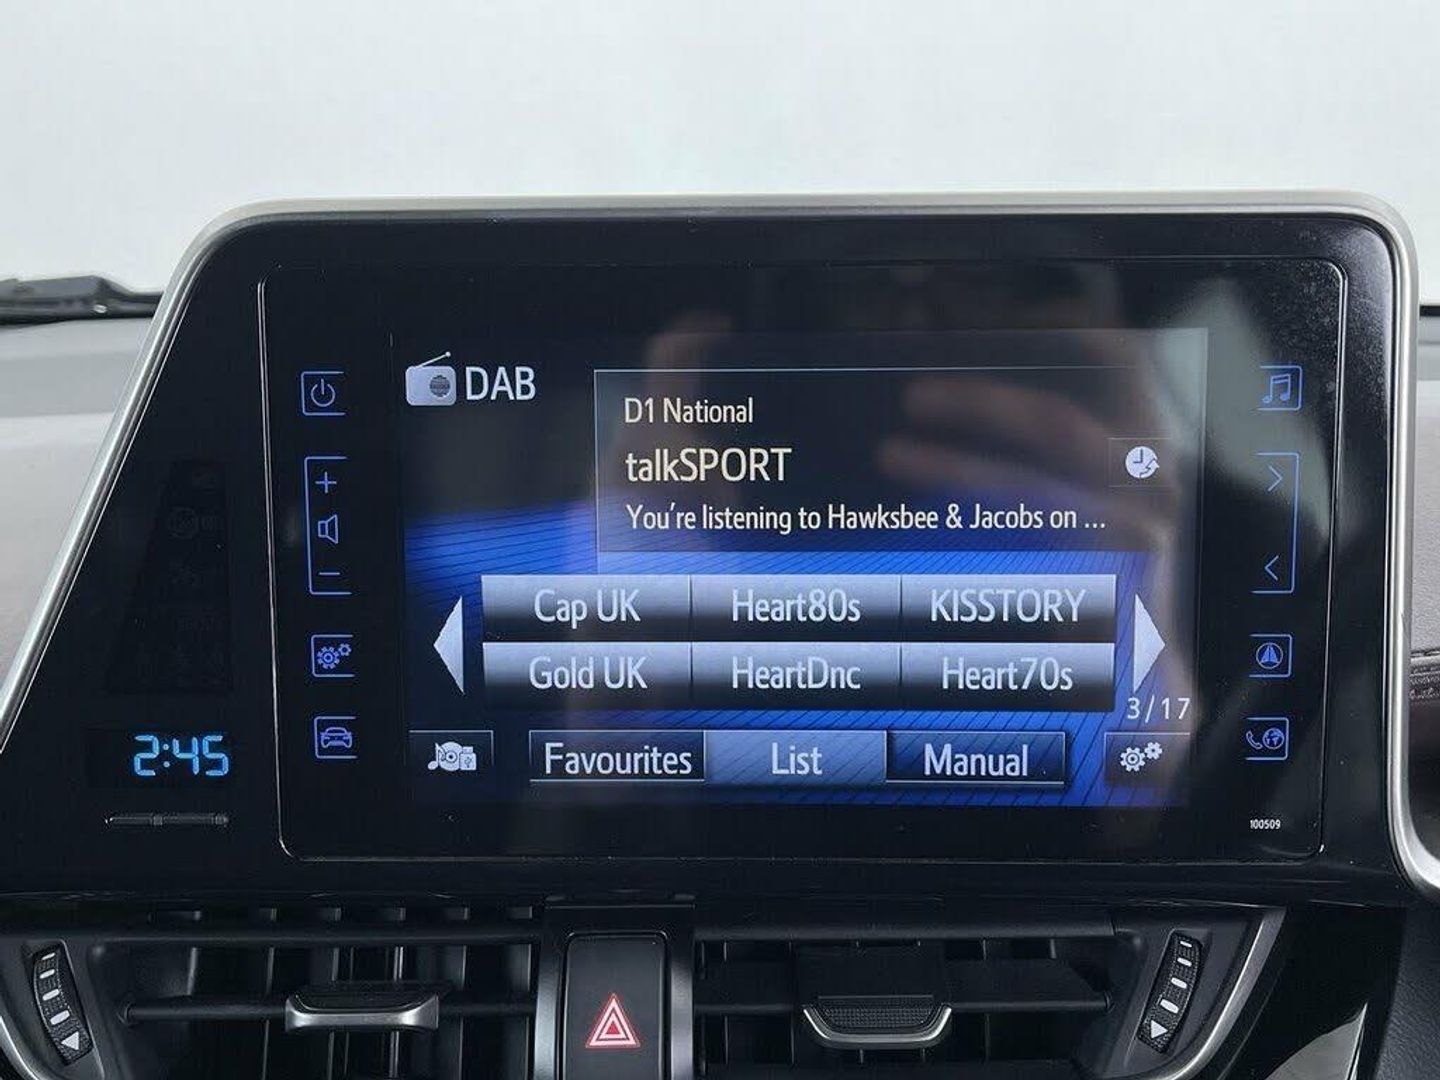 DAB
D1 National
talkSPORT
You're listening to Hawksbee & Jacobs on ...
Cap UK Heart80s KISSTORY
Gold UK HeartDnc Heart70s
3/17
Favourites List Manual
2:45
100509